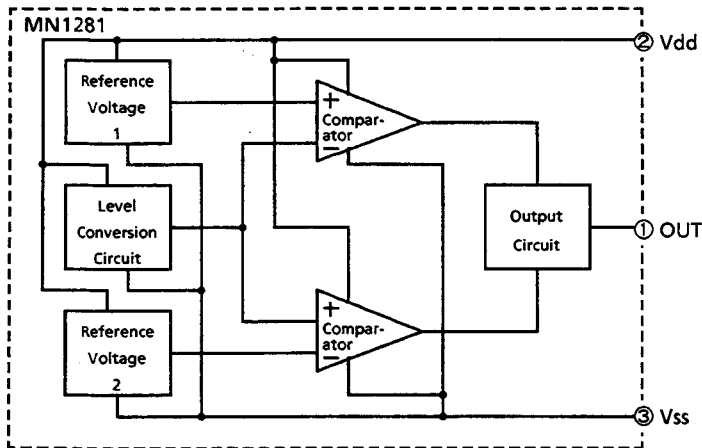 MN1281
② Vdd
Reference
Voltage
1
+
Compar-
ator
−
Level
Conversion
Circuit
Output
Circuit
① OUT
+
Compar-
ator
−
Reference
Voltage
2
③ Vss